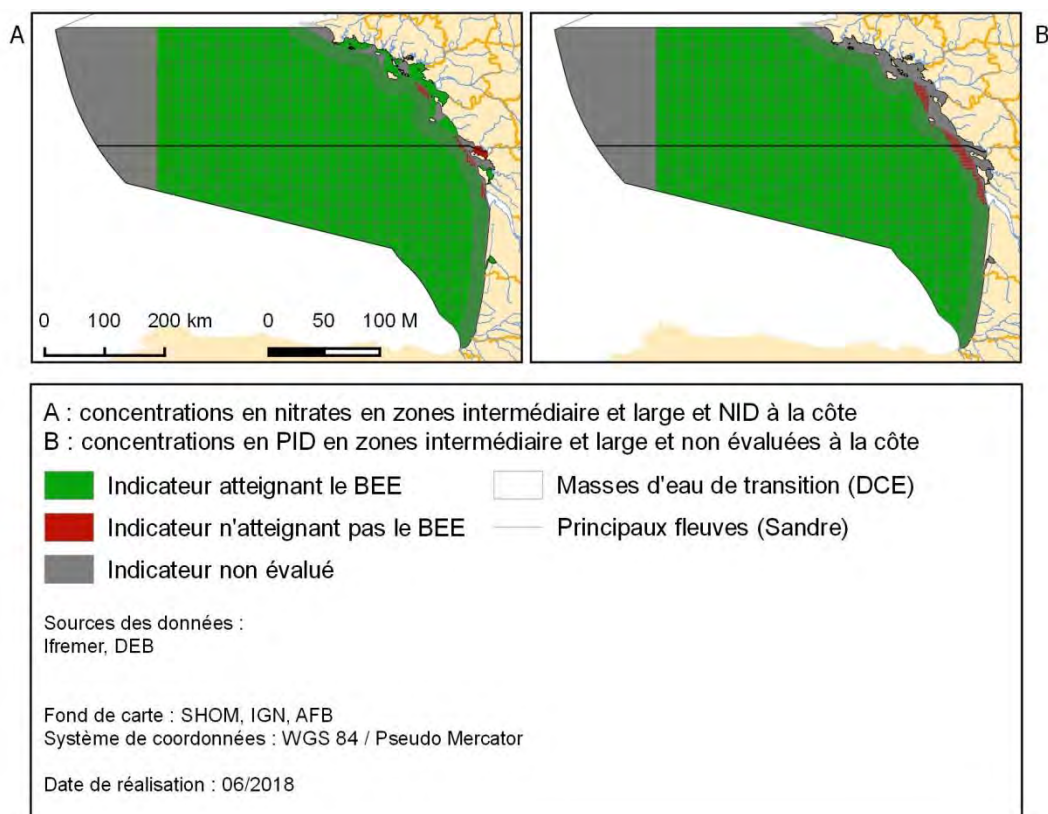 A
B
0 100 200 km
0 50 100 M
A : concentrations en nitrates en zones intermédiaire et large et NID à la côte
B : concentrations en PID en zones intermédiaire et large et non évaluées à la côte
Indicateur atteignant le BEE
Masses d'eau de transition (DCE)
Indicateur n'atteignant pas le BEE
Principaux fleuves (Sandre)
Indicateur non évalué
Sources des données :
Ifremer, DEB
Fond de carte : SHOM, IGN, AFB
Système de coordonnées : WGS 84 / Pseudo Mercator
Date de réalisation : 06/2018